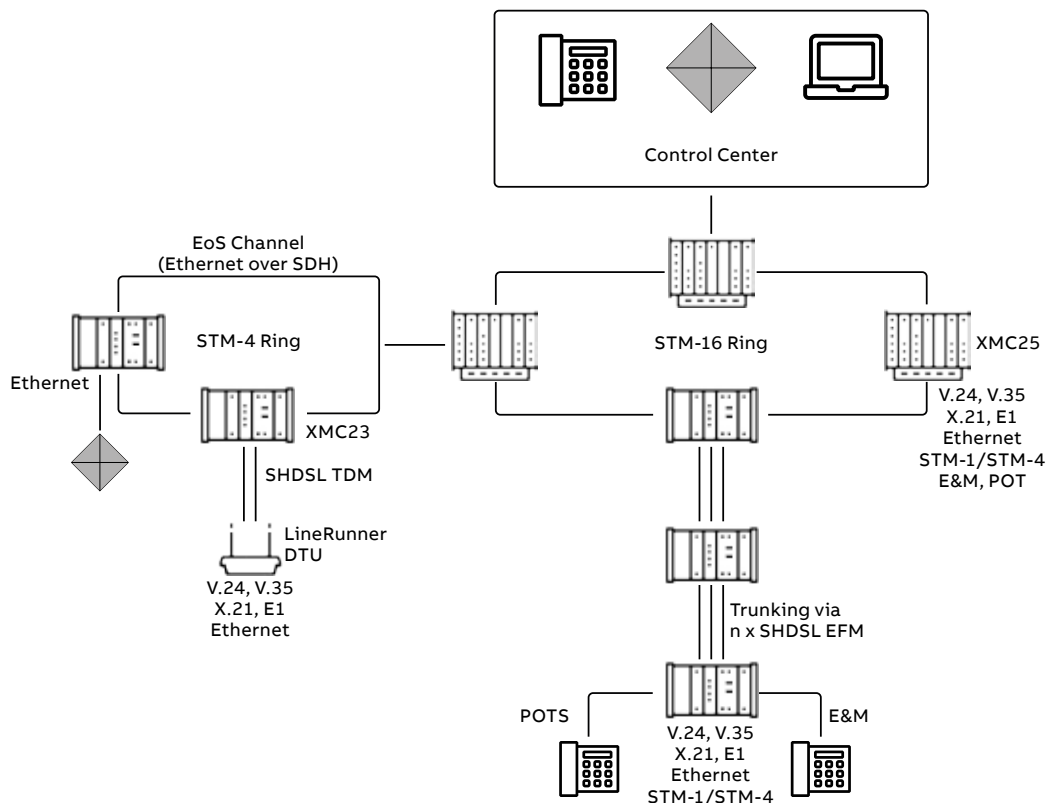 Control Center
EoS Channel
(Ethernet over SDH)
STM-4 Ring
STM-16 Ring
XMC25
Ethernet
V.24, V.35
X.21, E1
Ethernet
STM-1/STM-4
E&M, POT
XMC23
SHDSL TDM
LineRunner
DTU
V.24, V.35
X.21, E1
Ethernet
Trunking via
n x SHDSL EFM
POTS
E&M
V.24, V.35
X.21, E1
Ethernet
STM-1/STM-4